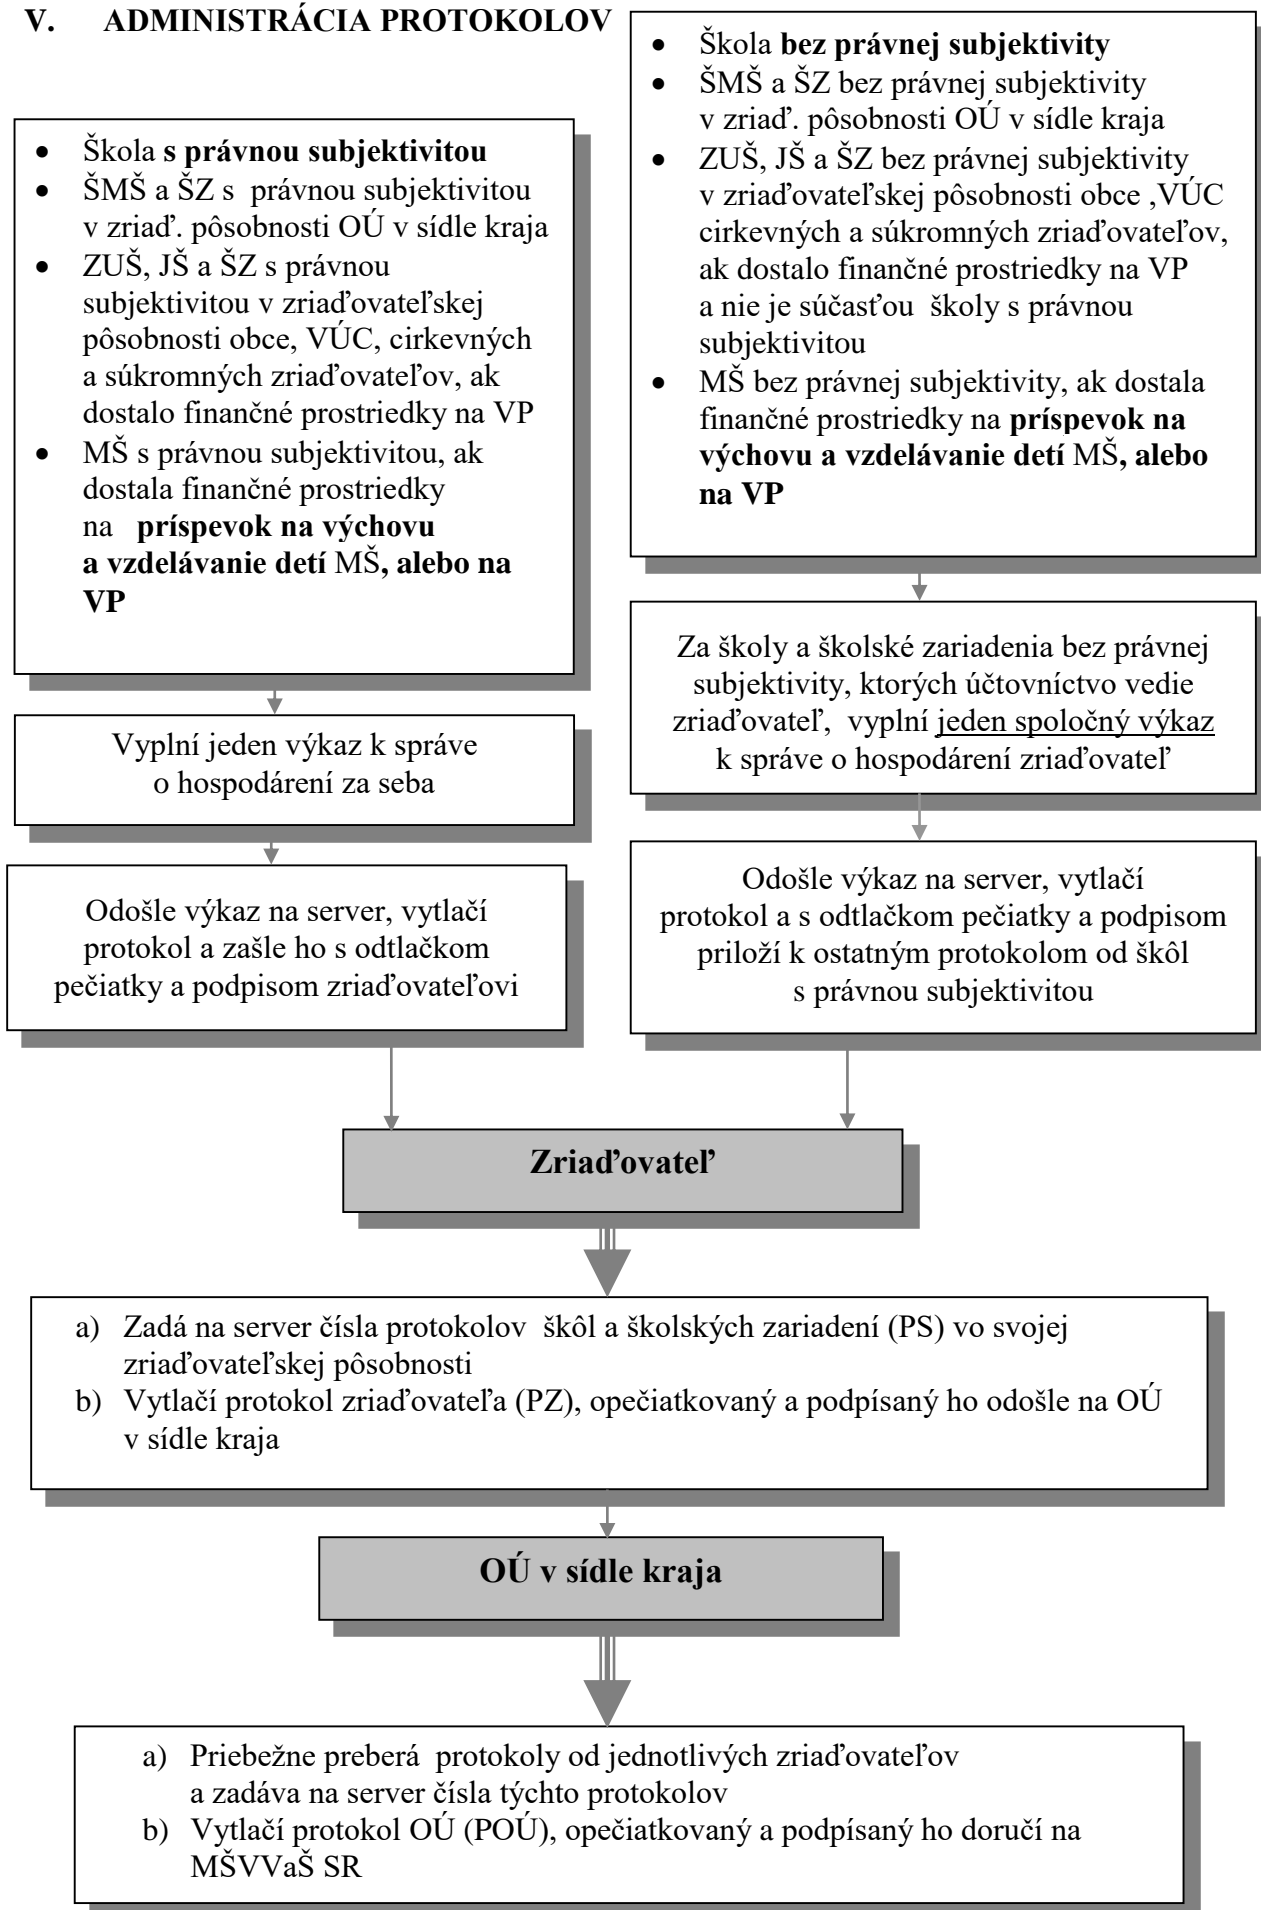 V. ADMINISTRÁCIA PROTOKOLOV
• Škola s právnou subjektivitou
• ŠMŠ a ŠZ s právnou subjektivitou
v zriaď. pôsobnosti OÚ v sídle kraja
• ZUŠ, JŠ a ŠZ s právnou
subjektivitou v zriaďovateľskej
pôsobnosti obce, VÚC, cirkevných
a súkromných zriaďovateľov, ak
dostalo finančné prostriedky na VP
• MŠ s právnou subjektivitou, ak
dostala finančné prostriedky
na príspevok na výchovu
a vzdelávanie detí MŠ, alebo na
VP
• Škola bez právnej subjektivity
• ŠMŠ a ŠZ bez právnej subjektivity
v zriaď. pôsobnosti OÚ v sídle kraja
• ZUŠ, JŠ a ŠZ bez právnej subjektivity
v zriaďovateľskej pôsobnosti obce ,VÚC
cirkevných a súkromných zriaďovateľov,
ak dostalo finančné prostriedky na VP
a nie je súčasťou školy s právnou
subjektivitou
• MŠ bez právnej subjektivity, ak dostala
finančné prostriedky na príspevok na
výchovu a vzdelávanie detí MŠ, alebo
na VP
Vyplní jeden výkaz k správe
o hospodárení za seba
Za školy a školské zariadenia bez právnej
subjektivity, ktorých účtovníctvo vedie
zriaďovateľ, vyplní jeden spoločný výkaz
k správe o hospodárení zriaďovateľ
Odošle výkaz na server, vytlačí
protokol a zašle ho s odtlačkom
pečiatky a podpisom zriaďovateľovi
Odošle výkaz na server, vytlačí
protokol a s odtlačkom pečiatky a podpisom
priloží k ostatným protokolom od škôl
s právnou subjektivitou
Zriaďovateľ
a) Zadá na server čísla protokolov škôl a školských zariadení (PS) vo svojej
zriaďovateľskej pôsobnosti
b) Vytlačí protokol zriaďovateľa (PZ), opečiatkovaný a podpísaný ho odošle na OÚ
v sídle kraja
OÚ v sídle kraja
a) Priebežne preberá protokoly od jednotlivých zriaďovateľov
a zadáva na server čísla týchto protokolov
b) Vytlačí protokol OÚ (POÚ), opečiatkovaný a podpísaný ho doručí na
MŠVVaŠ SR